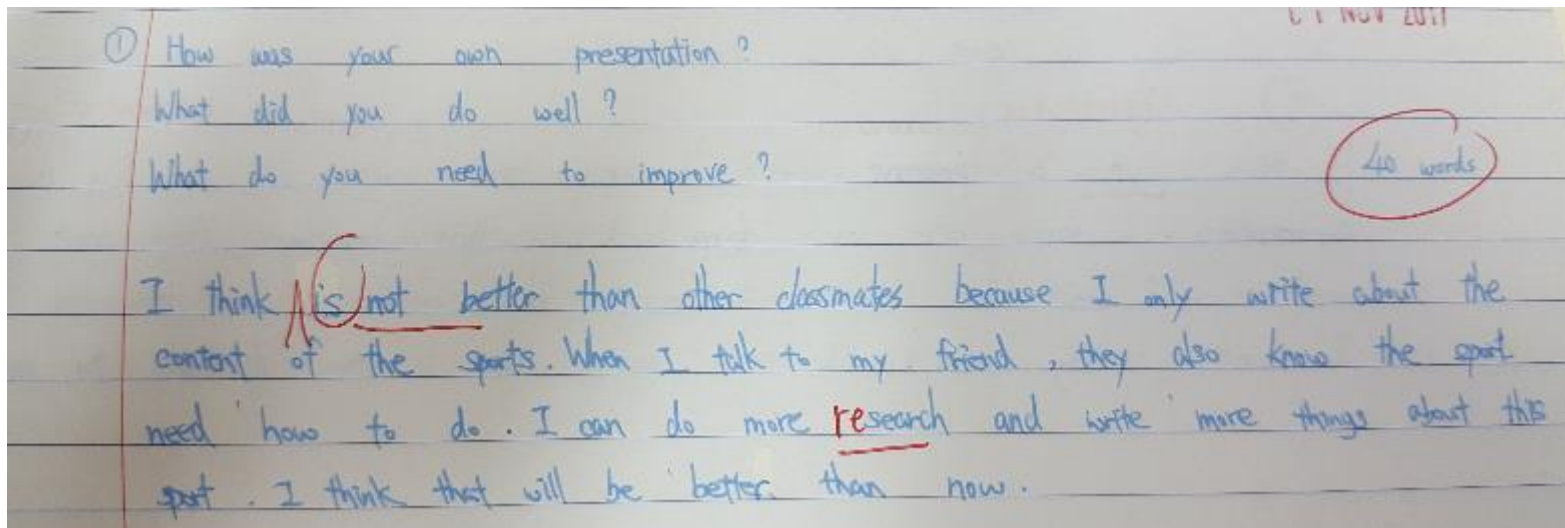 01 NOV 2017
① How was your own presentation ?
What did you do well ?
What do you need to improve ?
40 words
I think is not better than other classmates because I only write about the
content of the sports. When I talk to my friend , they also know the sport
need how to do . I can do more research and write more things about this
sport . I think that will be better than now .